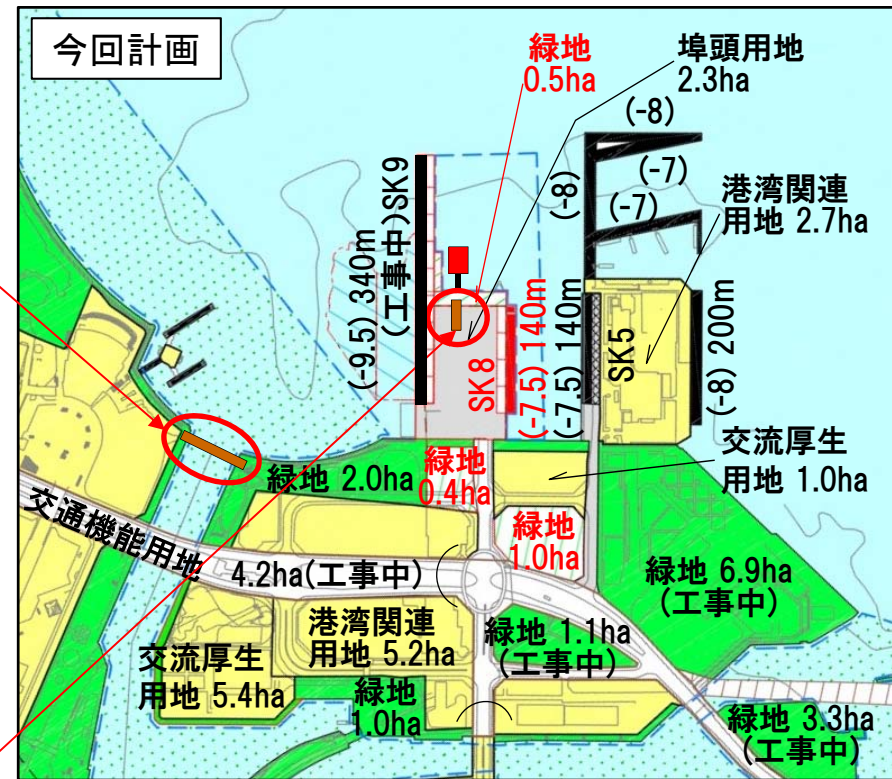 今回計画
緑地
0.5ha
埠頭用地
2.3ha
(-8)
(-7)
(-7)
(-8)
港湾関連
用地 2.7ha
(-9.5) 340m
(工事中)SK9
SK8
(-7.5) 140m
(-7.5) 140m
SK5
(-8) 200m
交流厚生
用地 1.0ha
緑地 2.0ha
緑地
0.4ha
緑地
1.0ha
交通機能用地
4.2ha(工事中)
緑地 6.9ha
(工事中)
港湾関連
用地 5.2ha
緑地 1.1ha
(工事中)
交流厚生
用地 5.4ha
緑地
1.0ha
緑地 3.3ha
(工事中)